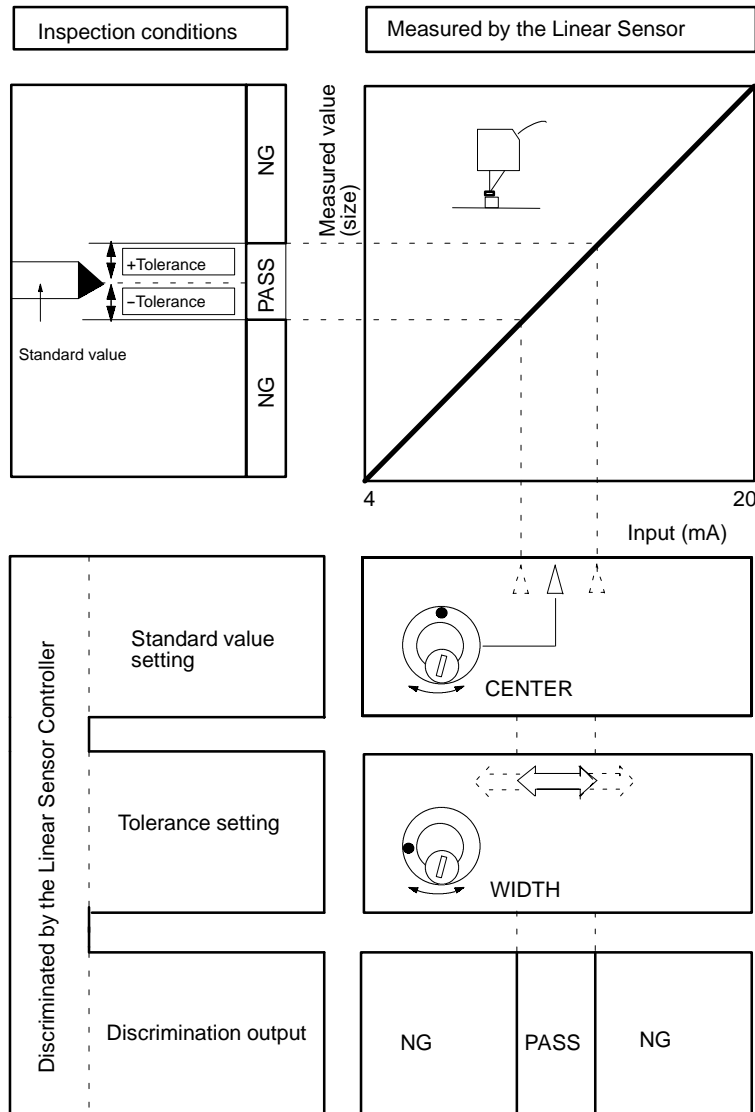 Inspection conditions
Measured by the Linear Sensor
NG
PASS
NG
+Tolerance
−Tolerance
Standard value
Measured value
(size)
4
20
Input (mA)
Discriminated by the Linear Sensor Controller
Standard value
setting
CENTER
Tolerance setting
WIDTH
Discrimination output
NG
PASS
NG